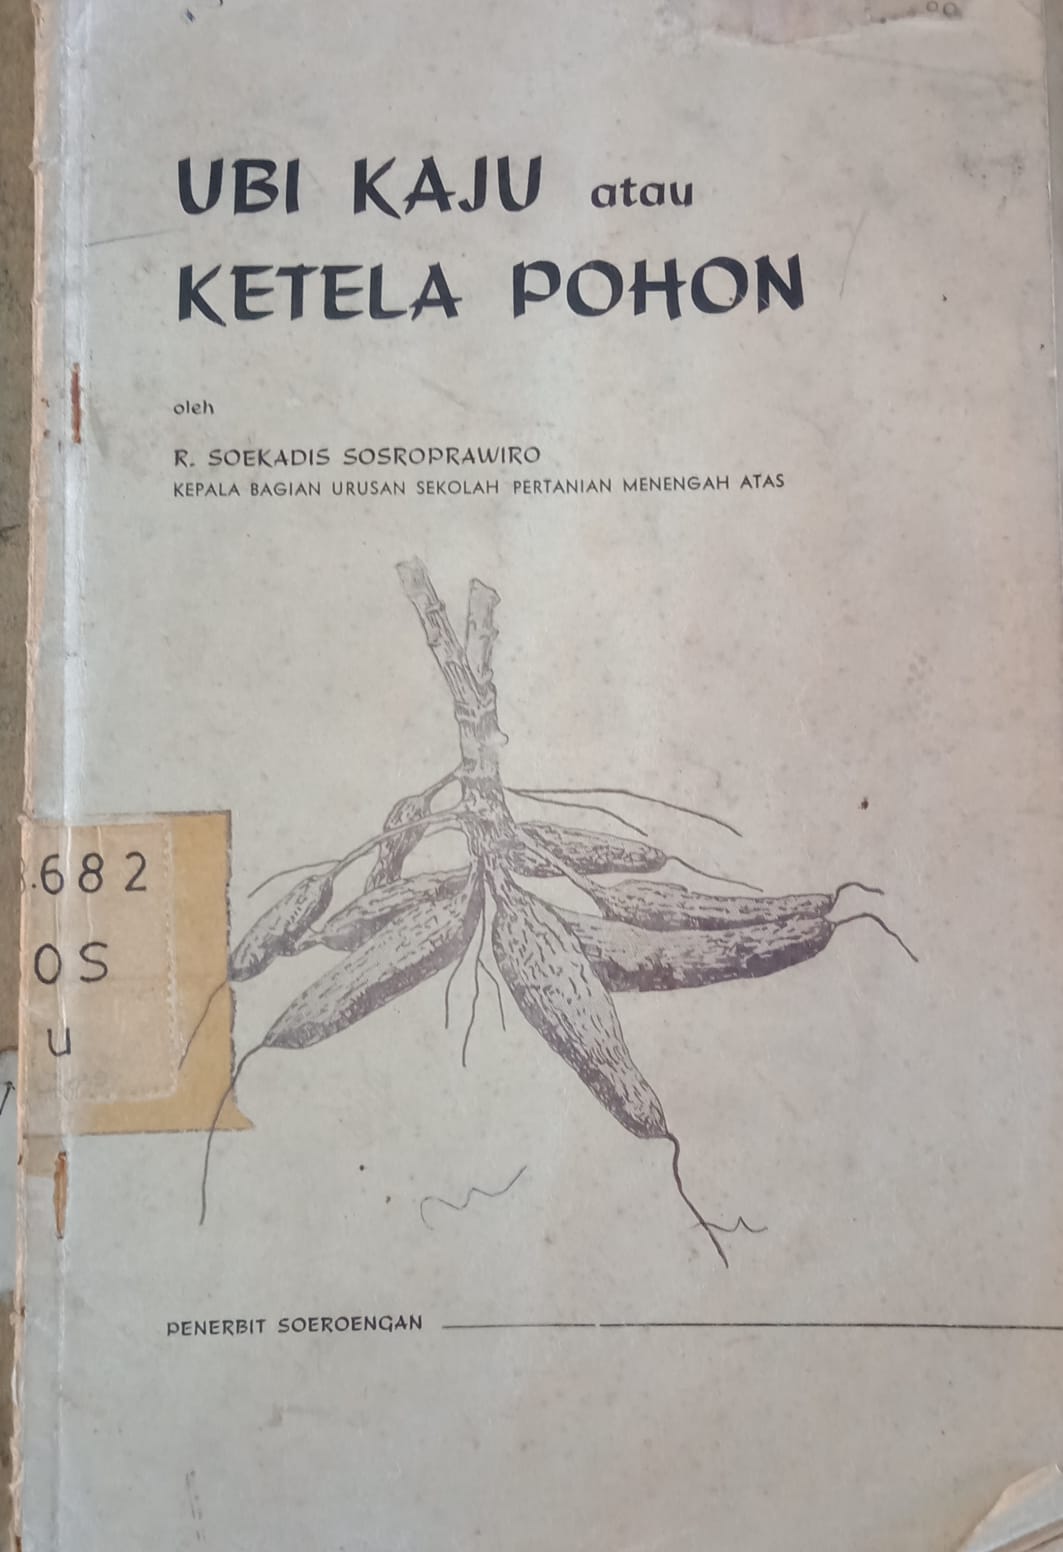 UBI KAJU atau
KETELA POHON
oleh
R. SOEKADIS SOSROPRAWIRO
KEPALA BAGIAN URUSAN SEKOLAH PERTANIAN MENENGAH ATAS
.682
OS
u
PENERBIT SOEROENGAN